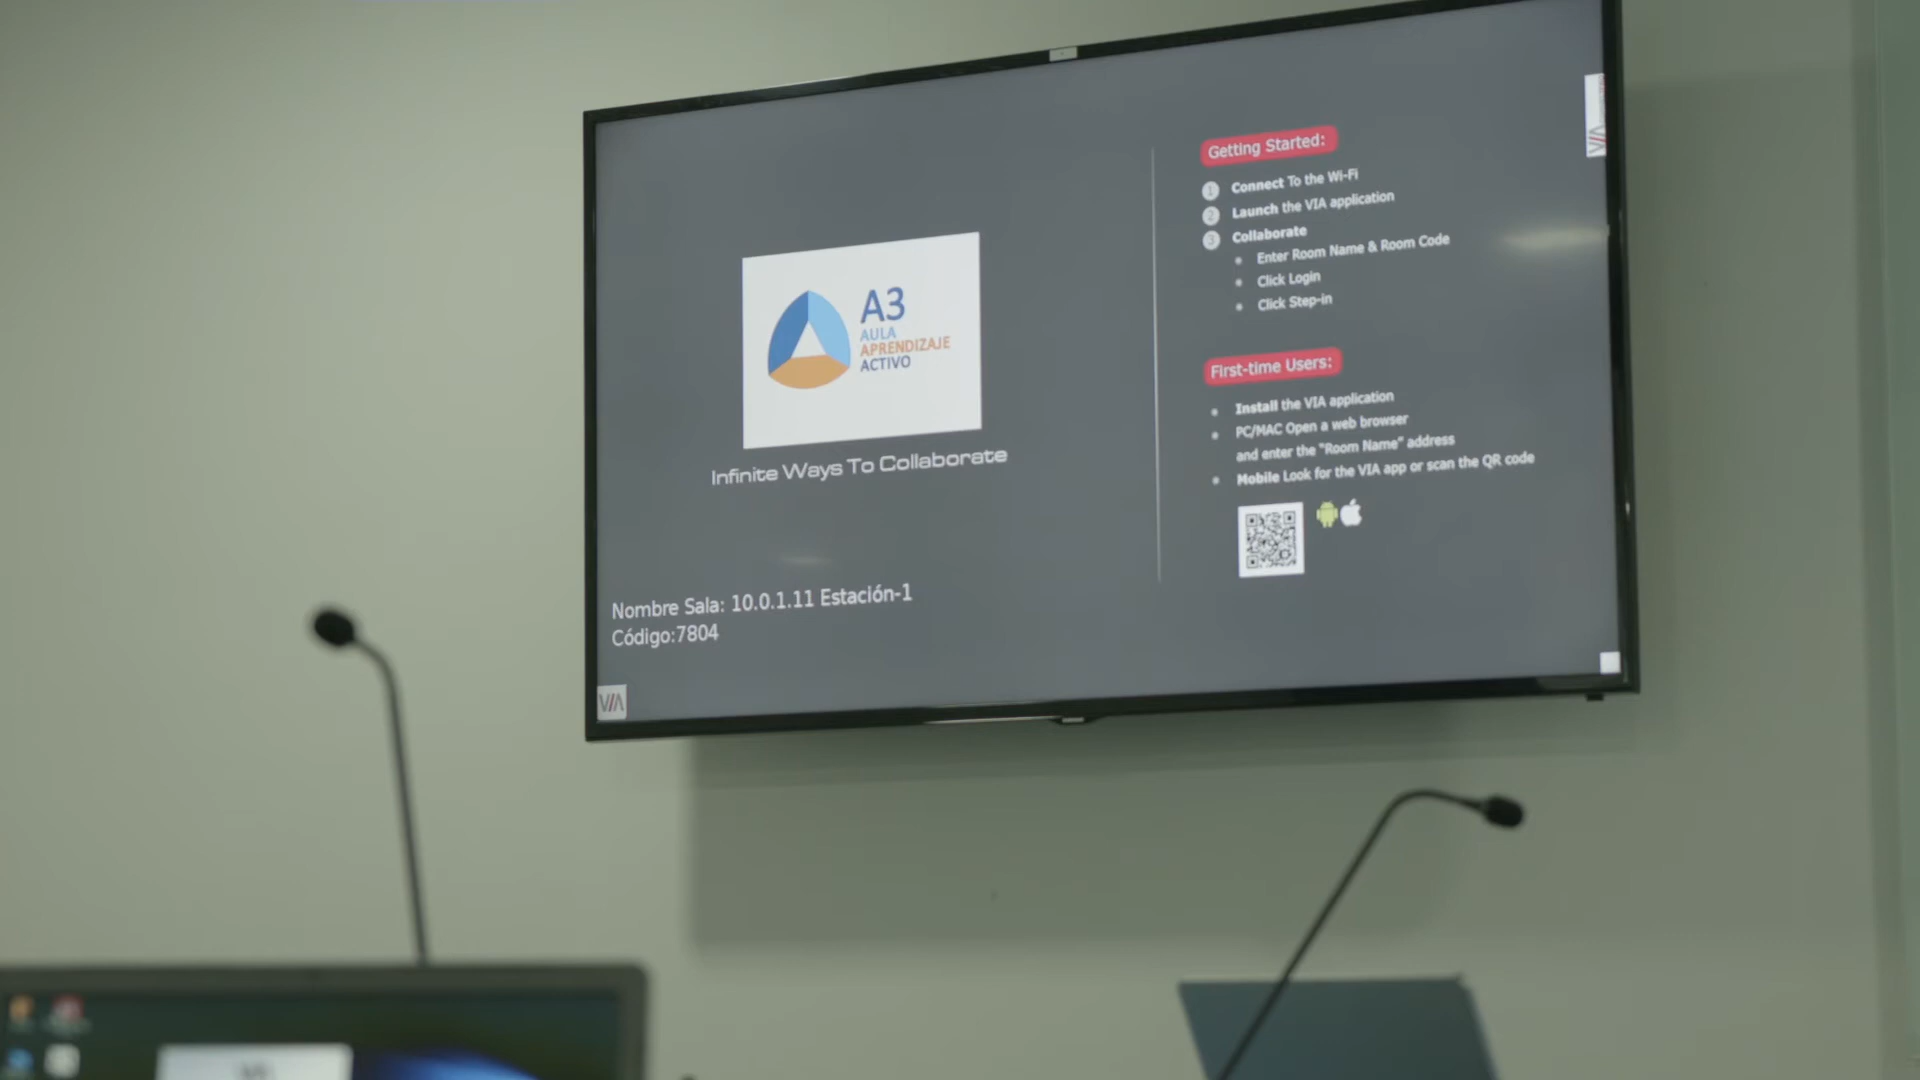 A3
AULA
APRENDIZAJE
ACTIVO
Infinite Ways To Collaborate
Nombre Sala: 10.0.1.11 Estación-1
Código:7804
VIA
Getting Started:
1 Connect To the Wi-Fi
2 Launch the VIA application
3 Collaborate
• Enter Room Name & Room Code
• Click Login
• Click Step-in
First-time Users:
• Install the VIA application
• PC/MAC Open a web browser
and enter the "Room Name" address
• Mobile Look for the VIA app or scan the QR code
VIA